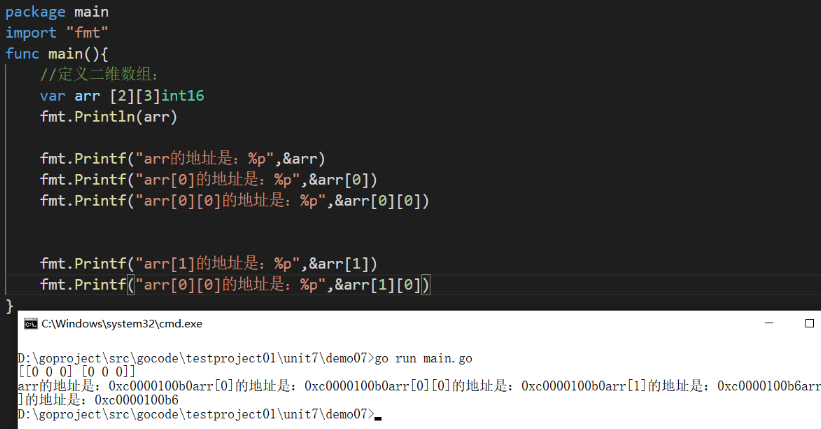 package main
import "fmt"
func main(){
//定义二维数组：
var arr [2][3]int16
fmt.Println(arr)
fmt.Printf("arr的地址是：%p",&arr)
fmt.Printf("arr[0]的地址是：%p",&arr[0])
fmt.Printf("arr[0][0]的地址是：%p",&arr[0][0])
fmt.Printf("arr[1]的地址是：%p",&arr[1])
fmt.Printf("arr[0][0]的地址是：%p",&arr[1][0])
}
C:\Windows\system32\cmd.exe
D:\goproject\src\gocode\testproject01\unit7\demo07>go run main.go
[[0 0 0] [0 0 0]]
arr的地址是：0xc0000100b0arr[0]的地址是：0xc0000100b0arr[0][0]的地址是：0xc0000100b0arr[1]的地址是：0xc0000100b6arr
]的地址是：0xc0000100b6
D:\goproject\src\gocode\testproject01\unit7\demo07>